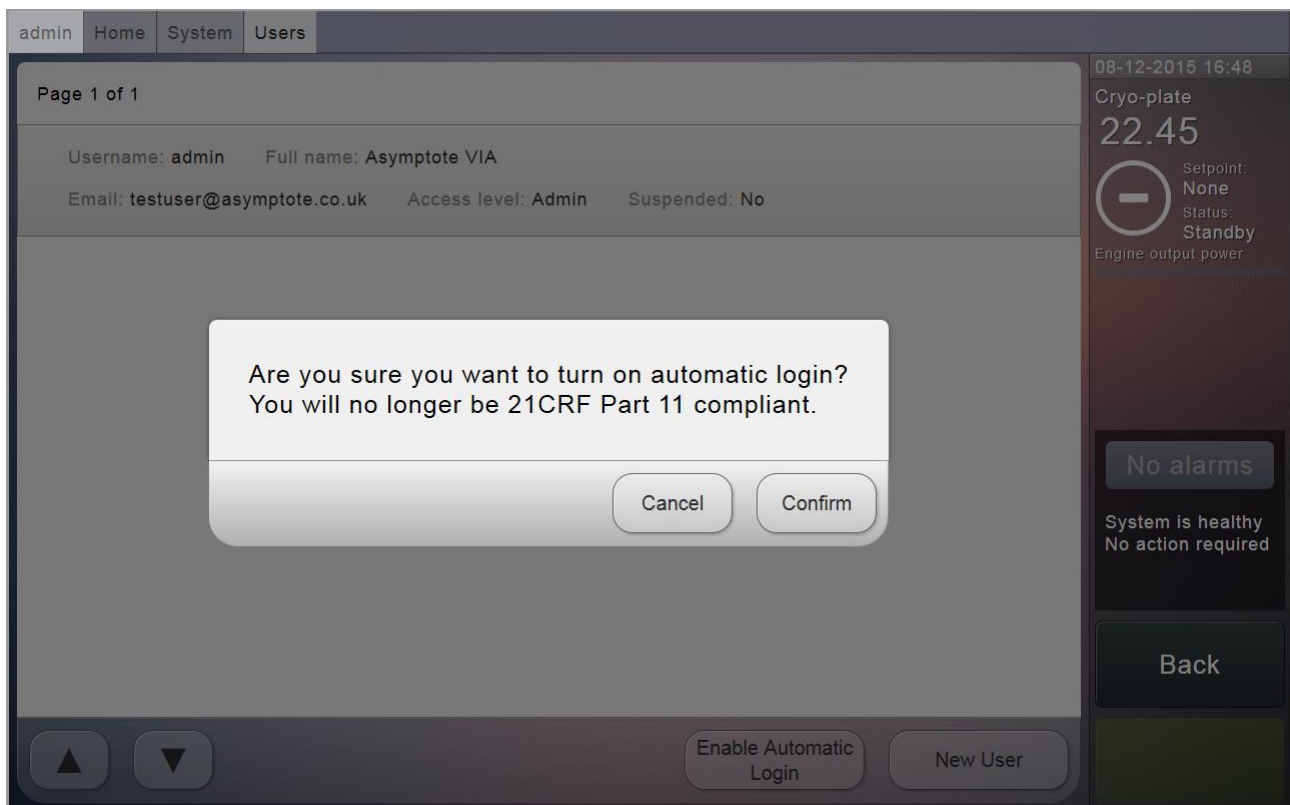 admin Home System Users
08-12-2015 16:48
Page 1 of 1
Cryo-plate
22.45
Username: admin Full name: Asymptote VIA
Setpoint:
None
Email: testuser@asymptote.co.uk Access level: Admin Suspended: No
Status:
Standby
Engine output power
Are you sure you want to turn on automatic login?
You will no longer be 21CRF Part 11 compliant.
Cancel Confirm
No alarms
System is healthy
No action required
Back
Enable Automatic
Login
New User